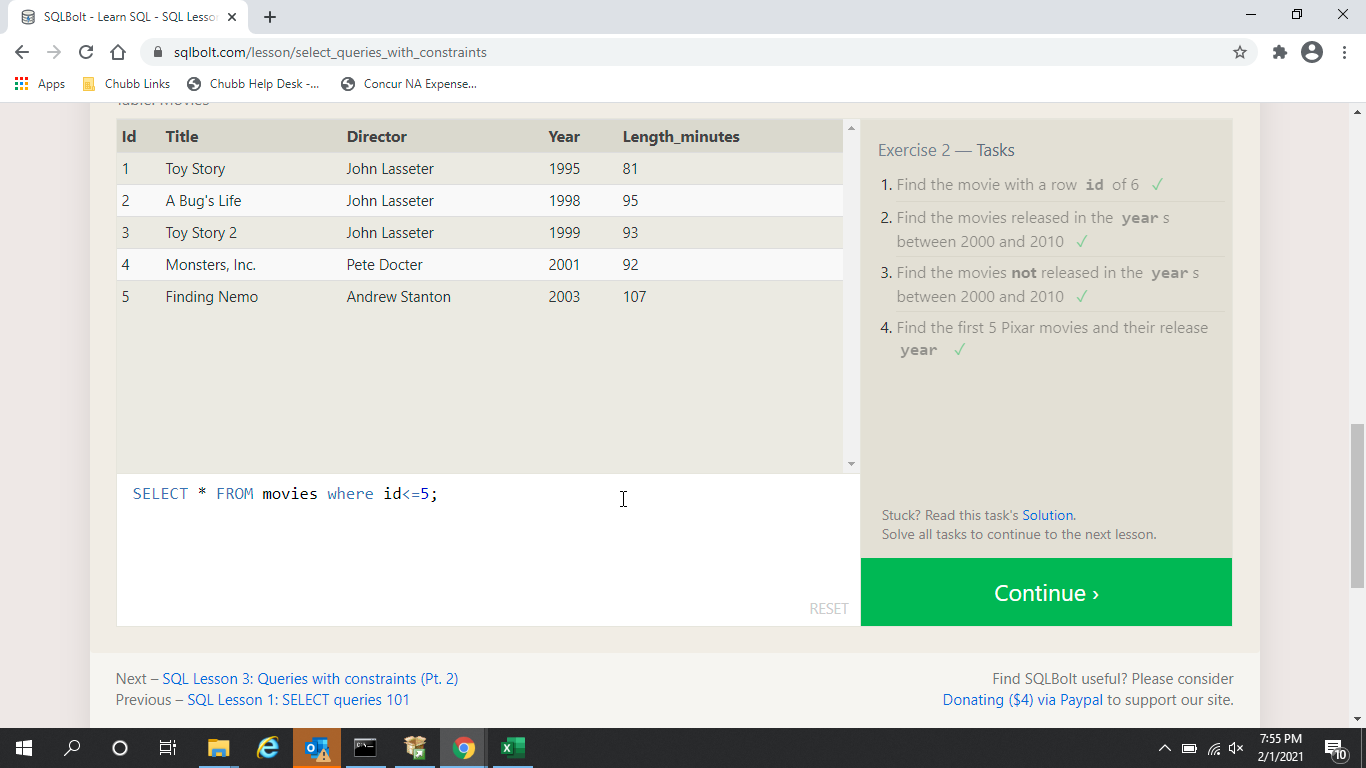 SQLBolt - Learn SQL - SQL Lesso
sqlbolt.com/lesson/select_queries_with_constraints
Apps Chubb Links Chubb Help Desk -... Concur NA Expense...
Id Title Director Year Length_minutes
1 Toy Story John Lasseter 1995 81
2 A Bug's Life John Lasseter 1998 95
3 Toy Story 2 John Lasseter 1999 93
4 Monsters, Inc. Pete Docter 2001 92
5 Finding Nemo Andrew Stanton 2003 107
SELECT * FROM movies where id<=5;
RESET
Exercise 2 — Tasks
1. Find the movie with a row id of 6 ✓
2. Find the movies released in the year s
between 2000 and 2010 ✓
3. Find the movies not released in the year s
between 2000 and 2010 ✓
4. Find the first 5 Pixar movies and their release
year ✓
Stuck? Read this task's Solution.
Solve all tasks to continue to the next lesson.
Continue ›
Next – SQL Lesson 3: Queries with constraints (Pt. 2)
Previous – SQL Lesson 1: SELECT queries 101
Find SQLBolt useful? Please consider
Donating ($4) via Paypal to support our site.
7:55 PM
2/1/2021
10